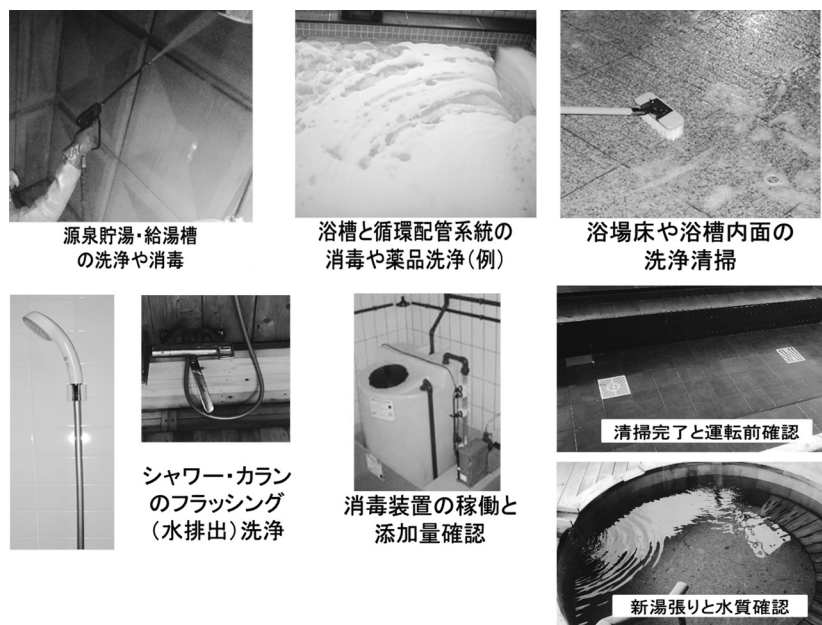 源泉貯湯・給湯槽
の洗浄や消毒
浴槽と循環配管系統の
消毒や薬品洗浄(例)
浴場床や浴槽内面の
洗浄清掃
シャワー・カラン
のフラッシング
(水排出)洗浄
消毒装置の稼働と
添加量確認
清掃完了と運転前確認
新湯張りと水質確認